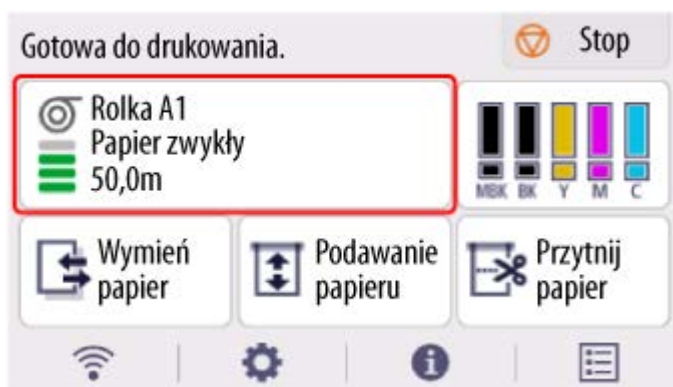 Gotowa do drukowania.
Stop
Rolka A1
Papier zwykły
50,0m
MBK BK Y M C
Wymień
papier
Podawanie
papieru
Przytnij
papier